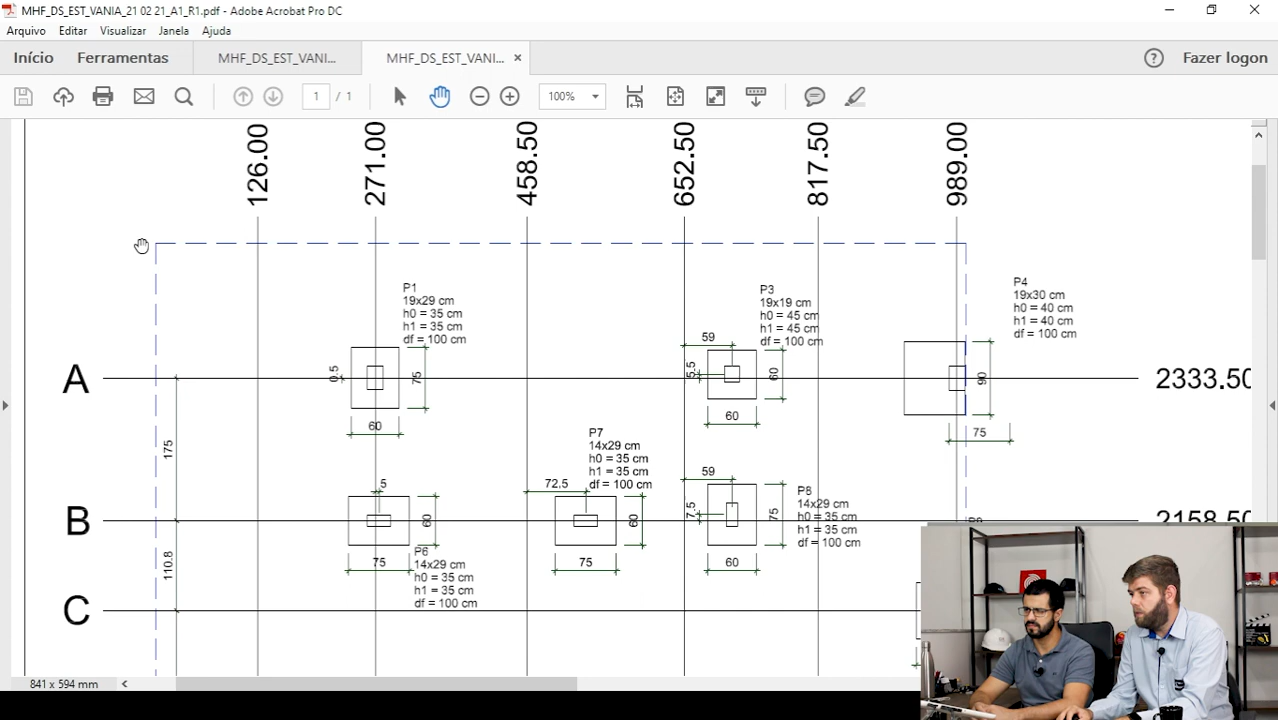 MHF_DS_EST_VANIA_21 02 21_A1_R1.pdf - Adobe Acrobat Pro DC
Arquivo Editar Visualizar Janela Ajuda
Início Ferramentas MHF_DS_EST_VANI... MHF_DS_EST_VANI... × ? Fazer logon
1 / 1 100%
126.00
271.00
458.50
652.50
817.50
989.00
P1
19x29 cm
h0 = 35 cm
h1 = 35 cm
df = 100 cm
0.5
75
60
P3
19x19 cm
h0 = 45 cm
h1 = 45 cm
df = 100 cm
59
5.5
60
60
P4
19x30 cm
h0 = 40 cm
h1 = 40 cm
df = 100 cm
90
75
A
2333.50
175
P7
14x29 cm
h0 = 35 cm
h1 = 35 cm
df = 100 cm
72.5
60
75
5
60
75
P6
14x29 cm
h0 = 35 cm
h1 = 35 cm
df = 100 cm
59
7.5
75
60
P8
14x29 cm
h0 = 35 cm
h1 = 35 cm
df = 100 cm
B
2158.50
110.8
C
841 x 594 mm